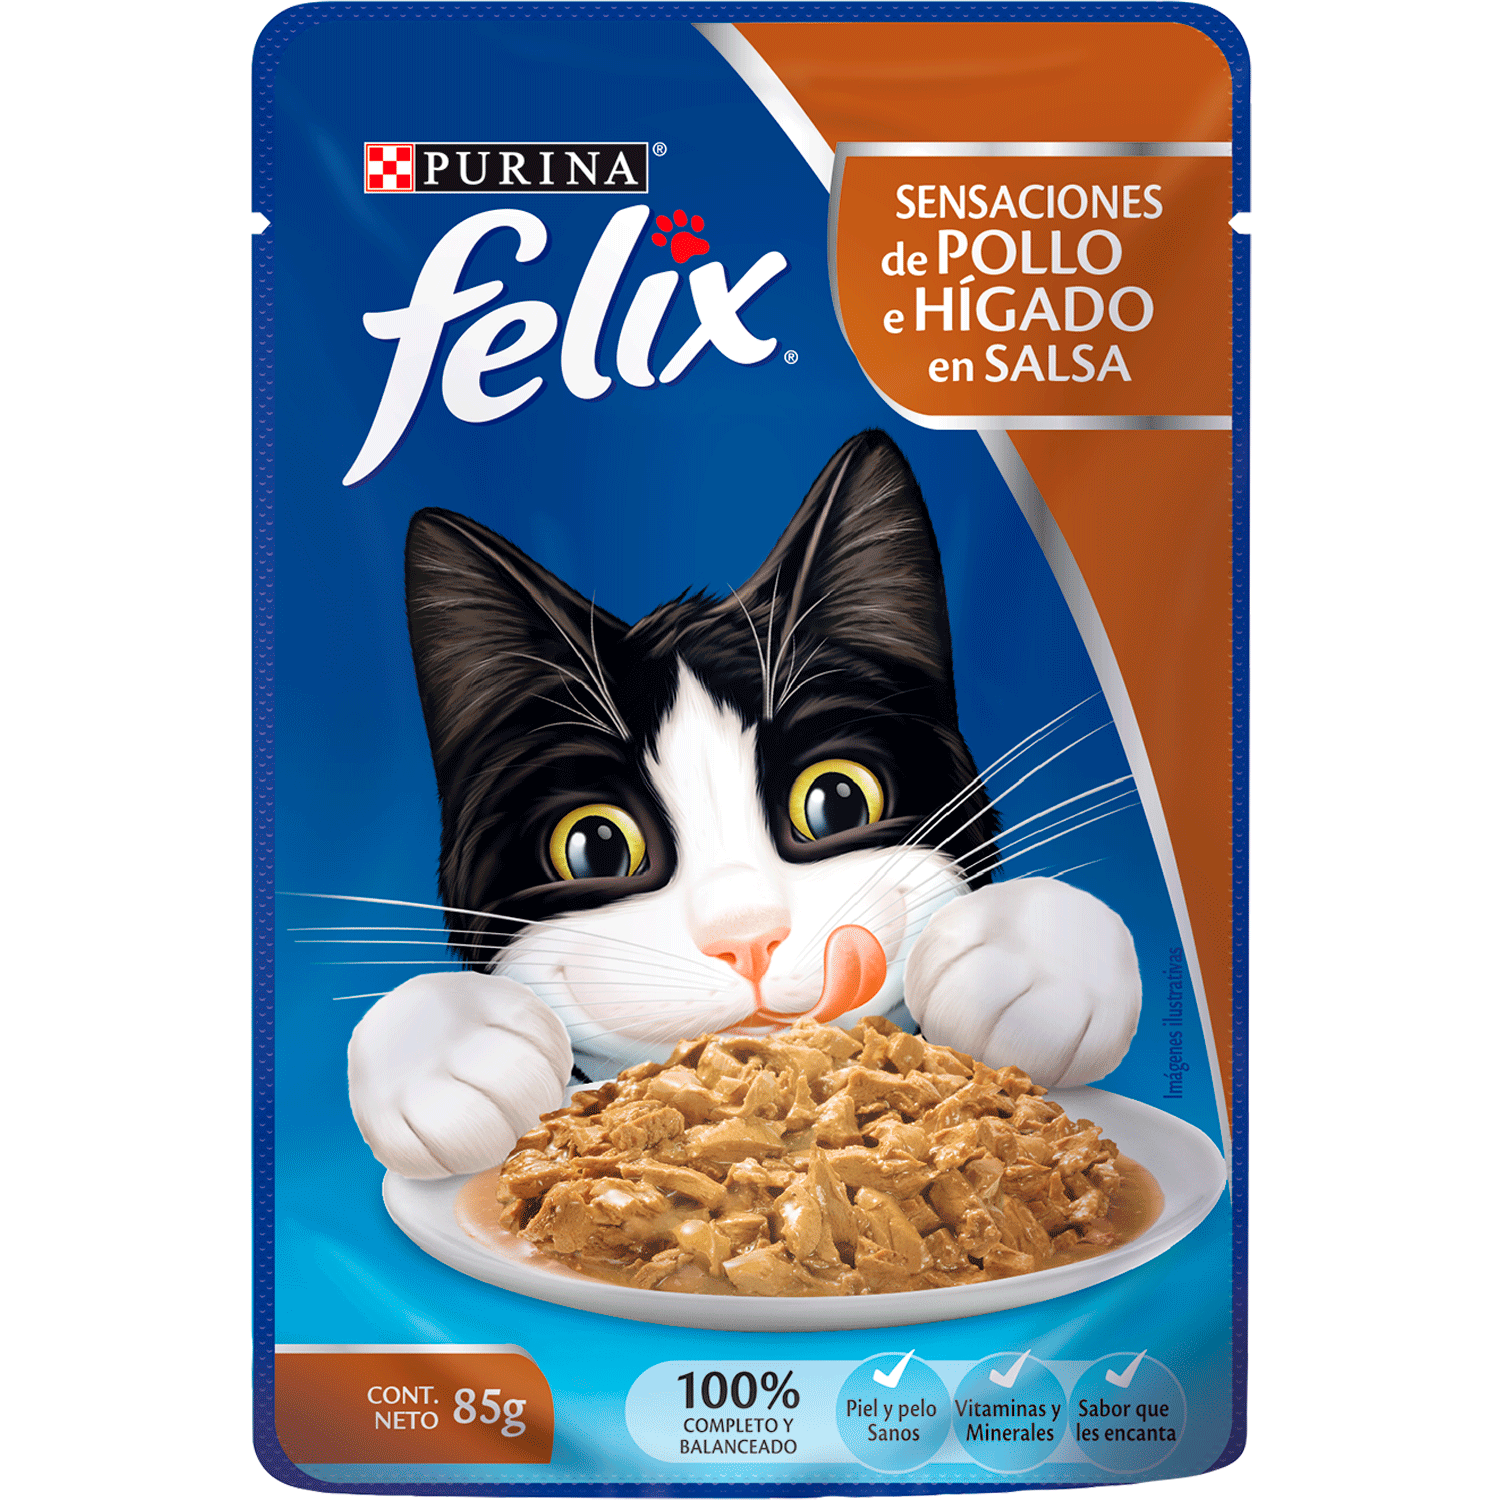 PURINA®
felix®
SENSACIONES
de POLLO
e HÍGADO
en SALSA
Imágenes ilustrativas
CONT.
NETO 85g
100%
COMPLETO Y
BALANCEADO
Piel y pelo
Sanos
Vitaminas y
Minerales
Sabor que
les encanta